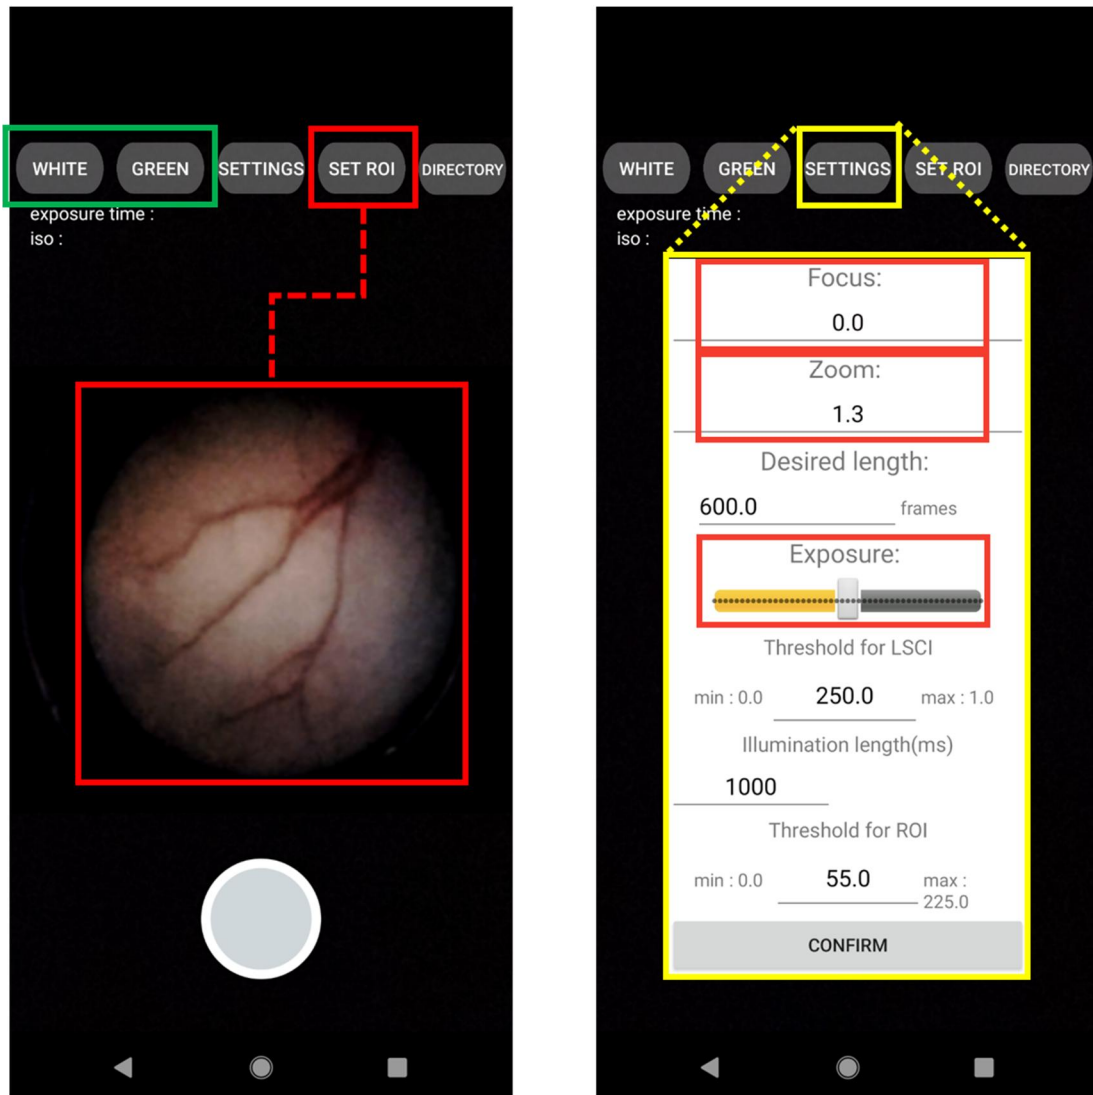 WHITE GREEN SETTINGS SET ROI DIRECTORY
exposure time :
iso :
WHITE GREEN SETTINGS SET ROI DIRECTORY
exposure time :
iso :
Focus:
0.0
Zoom:
1.3
Desired length:
600.0 frames
Exposure:
Threshold for LSCI
min : 0.0 250.0 max : 1.0
Illumination length(ms)
1000
Threshold for ROI
min : 0.0 55.0 max :
225.0
CONFIRM